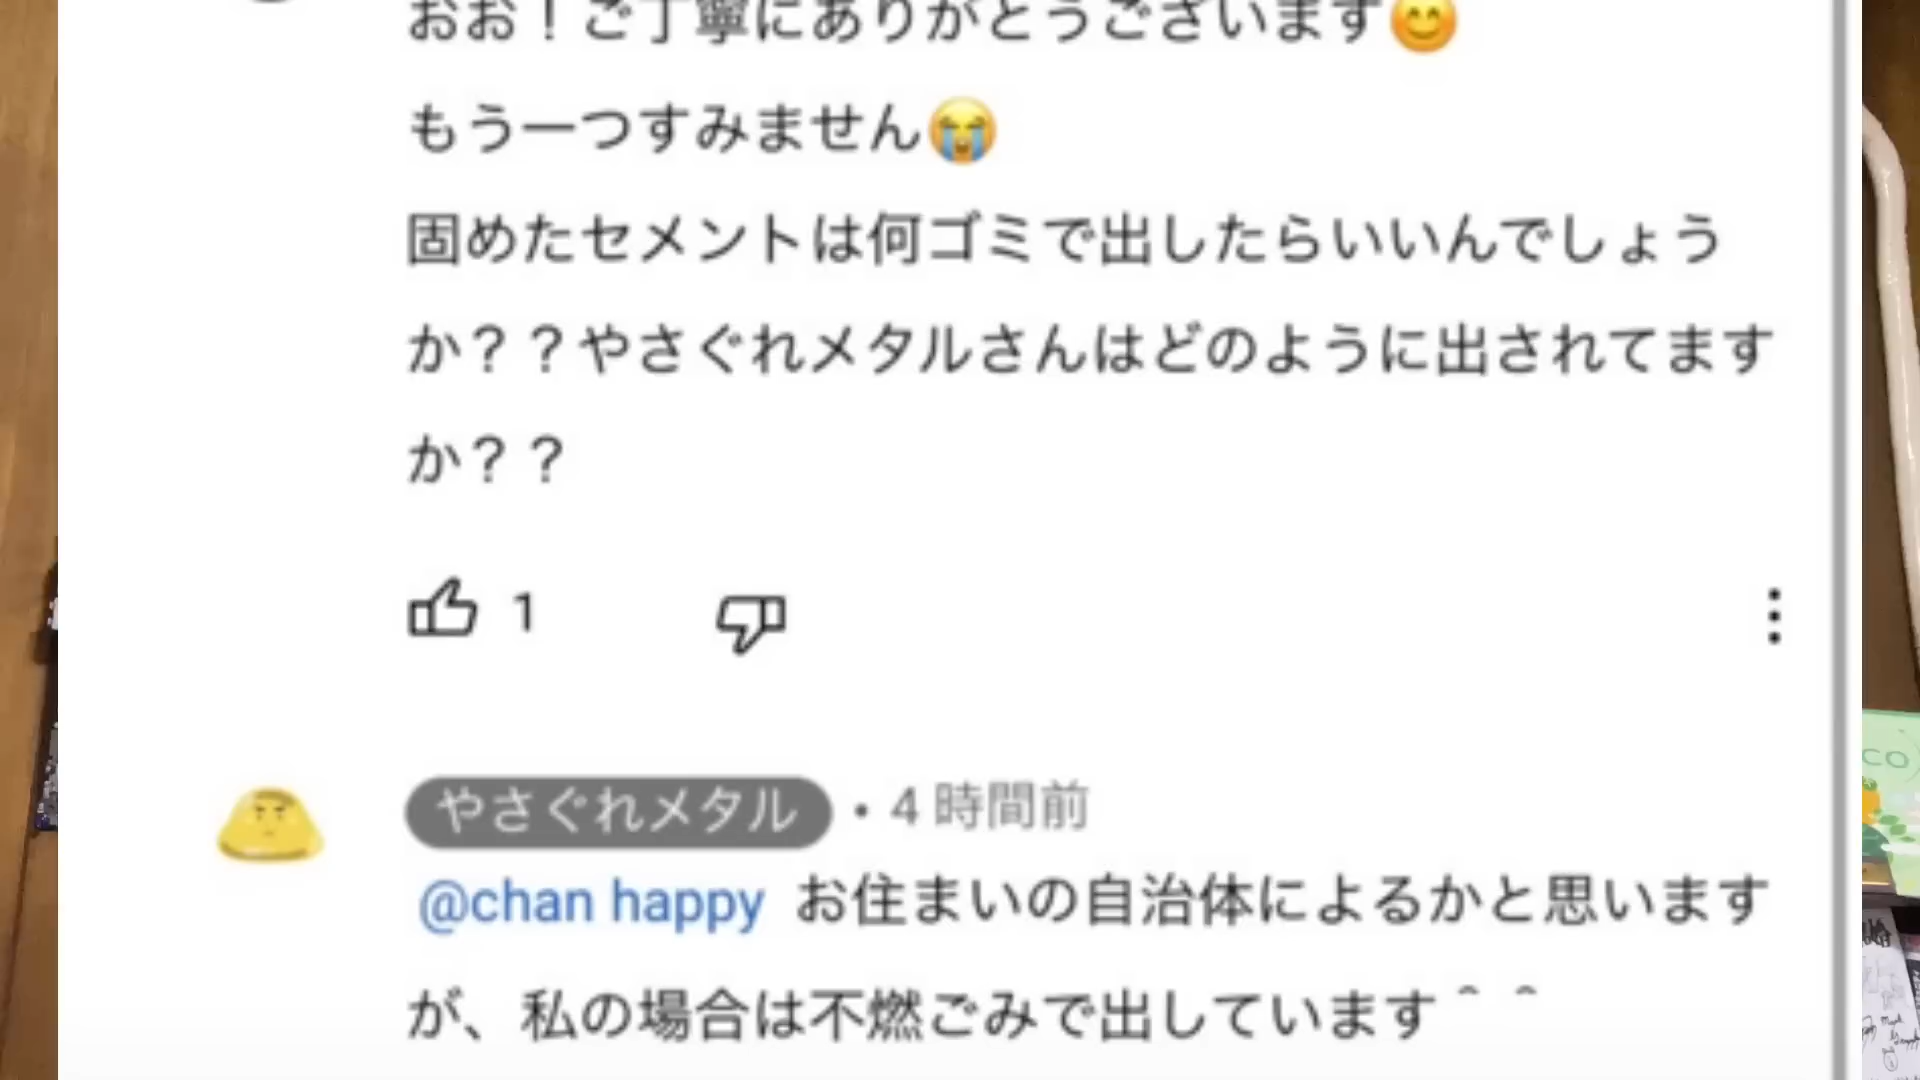 おお！ご丁寧にありがとうございます😊
もう一つすみません😭
固めたセメントは何ゴミで出したらいいんでしょう
か？？やさぐれメタルさんはどのように出されてます
か？？
1
やさぐれメタル・4 時間前
@chan happy お住まいの自治体によるかと思います
が、私の場合は不燃ごみで出しています＾ ＾
CO